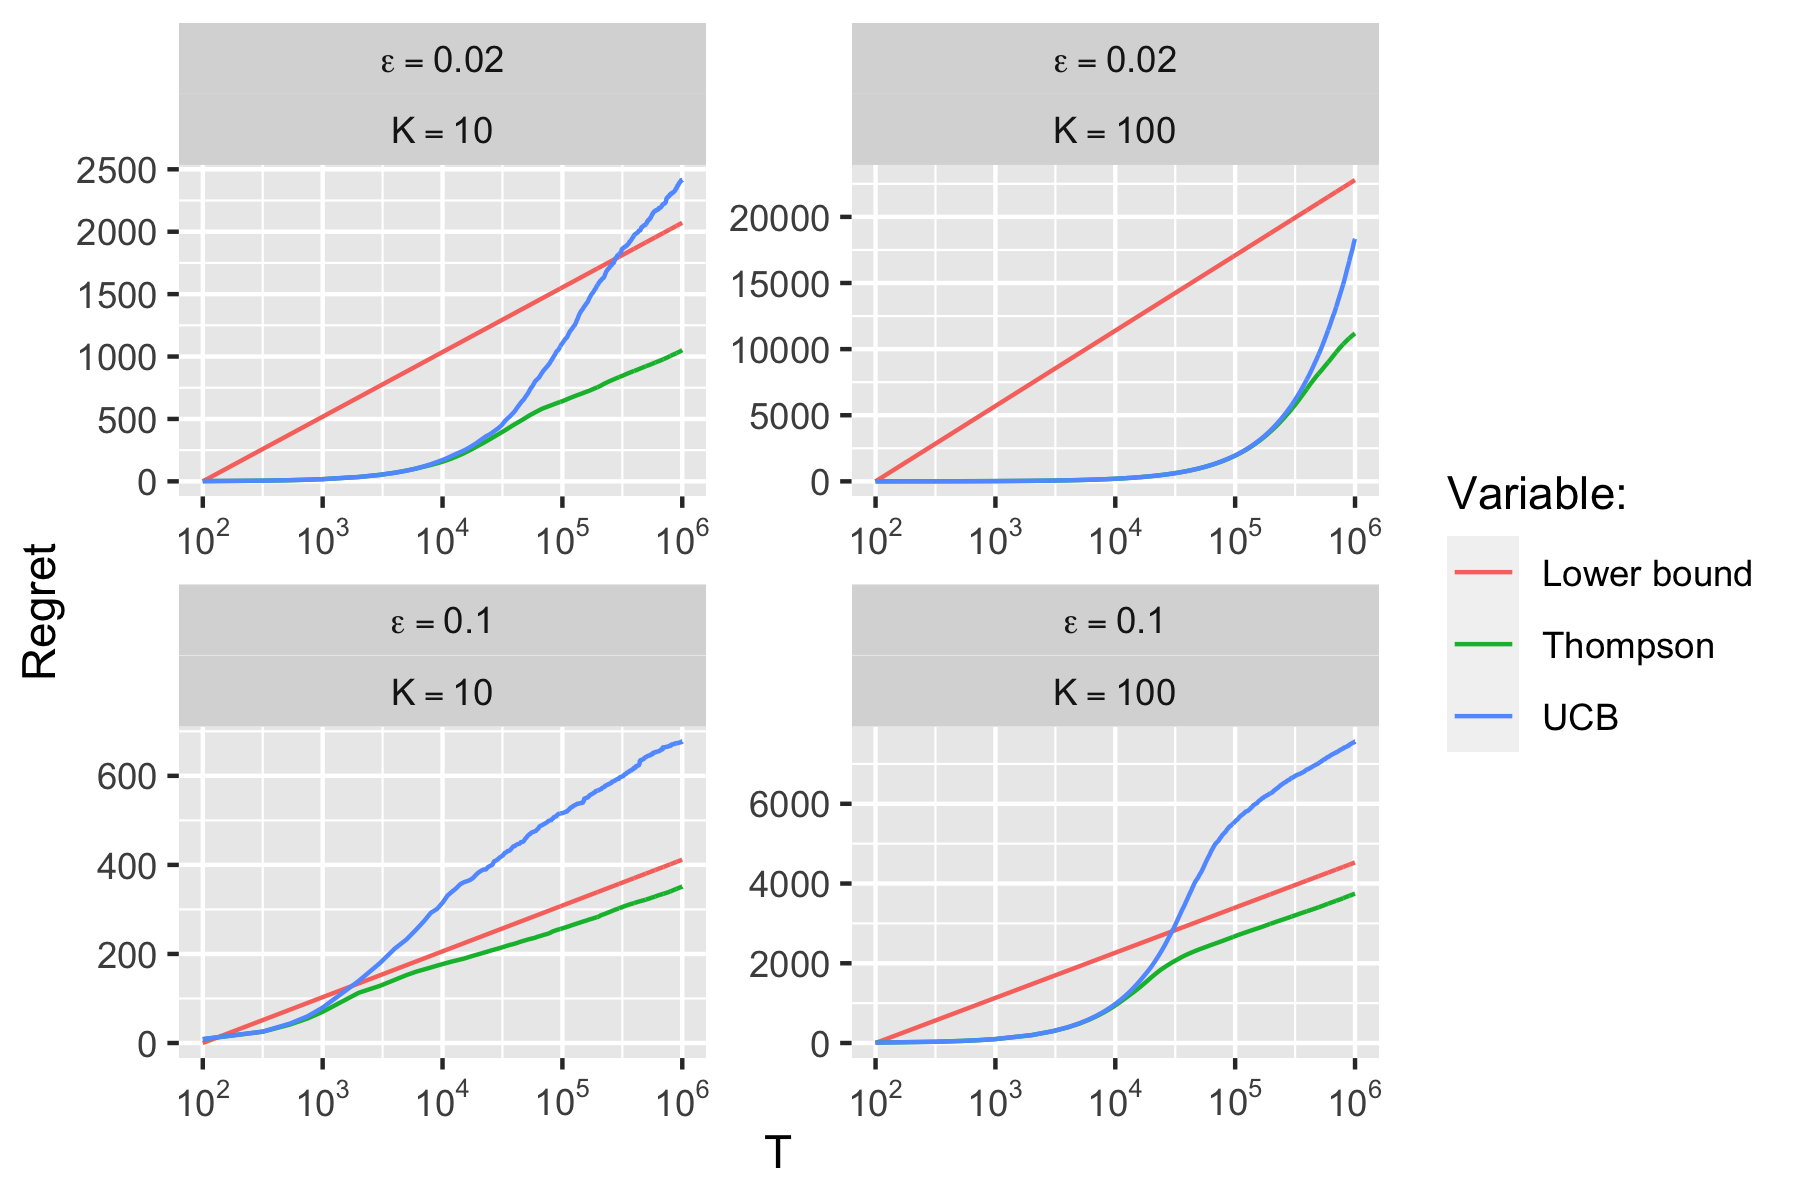 ε = 0.02
K = 10
2500
2000
1500
1000
500
0
10² 10³ 10⁴ 10⁵ 10⁶
ε = 0.02
K = 100
20000
15000
10000
5000
0
10² 10³ 10⁴ 10⁵ 10⁶
Regret
ε = 0.1
K = 10
600
400
200
0
10² 10³ 10⁴ 10⁵ 10⁶
ε = 0.1
K = 100
6000
4000
2000
0
10² 10³ 10⁴ 10⁵ 10⁶
T
Variable:
Lower bound
Thompson
UCB